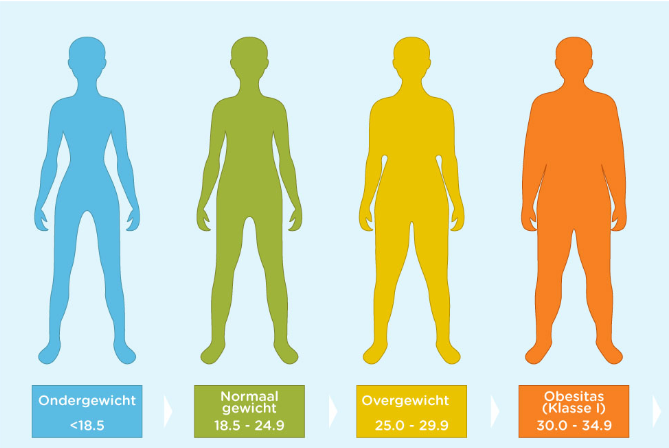 Ondergewicht
<18.5
Normaal
gewicht
18.5 - 24.9
Overgewicht
25.0 - 29.9
Obesitas
(Klasse I)
30.0 - 34.9